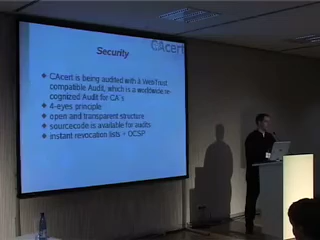 CAcert
Security
CAcert is being audited with a WebTrust
compatible Audit, which is a worldwide re
cognized Audit for CA`s
4-eyes principle
open and transparent structure
sourcecode is available for audits
instant revocation lists + OCSP